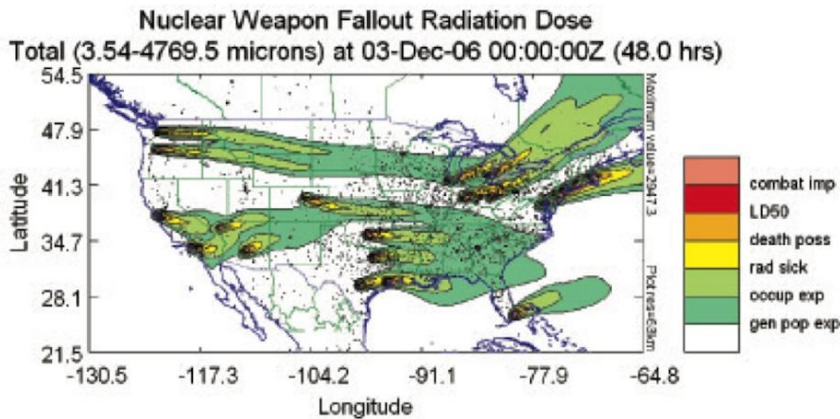 Nuclear Weapon Fallout Radiation Dose
Total (3.54-4769.5 microns) at 03-Dec-06 00:00:00Z (48.0 hrs)
54.5
47.9
41.3
34.7
28.1
21.5
Latitude
-130.5 -117.3 -104.2 -91.1 -77.9 -64.8
Longitude
Maximum value=2947.3
Plot res=63km
combat imp
LD50
death poss
rad sick
occup exp
gen pop exp